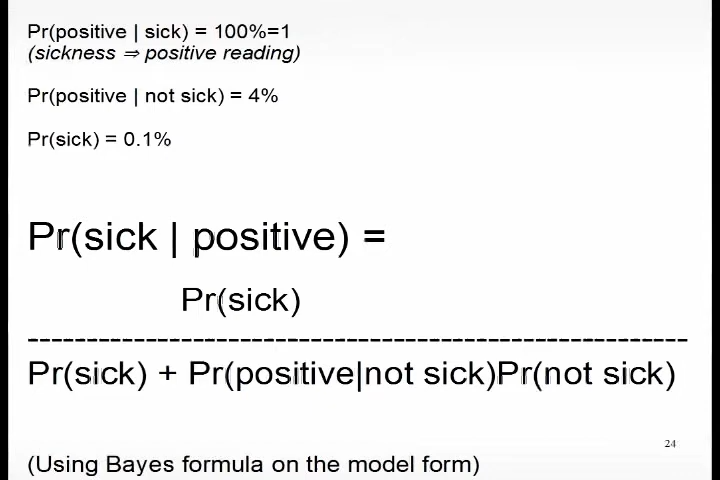 Pr(positive | sick) = 100%=1
(sickness ⇒ positive reading)
Pr(positive | not sick) = 4%
Pr(sick) = 0.1%
Pr(sick | positive) =
Pr(sick)
--------------------------------------------------------
Pr(sick) + Pr(positive|not sick)Pr(not sick)
24
(Using Bayes formula on the model form)